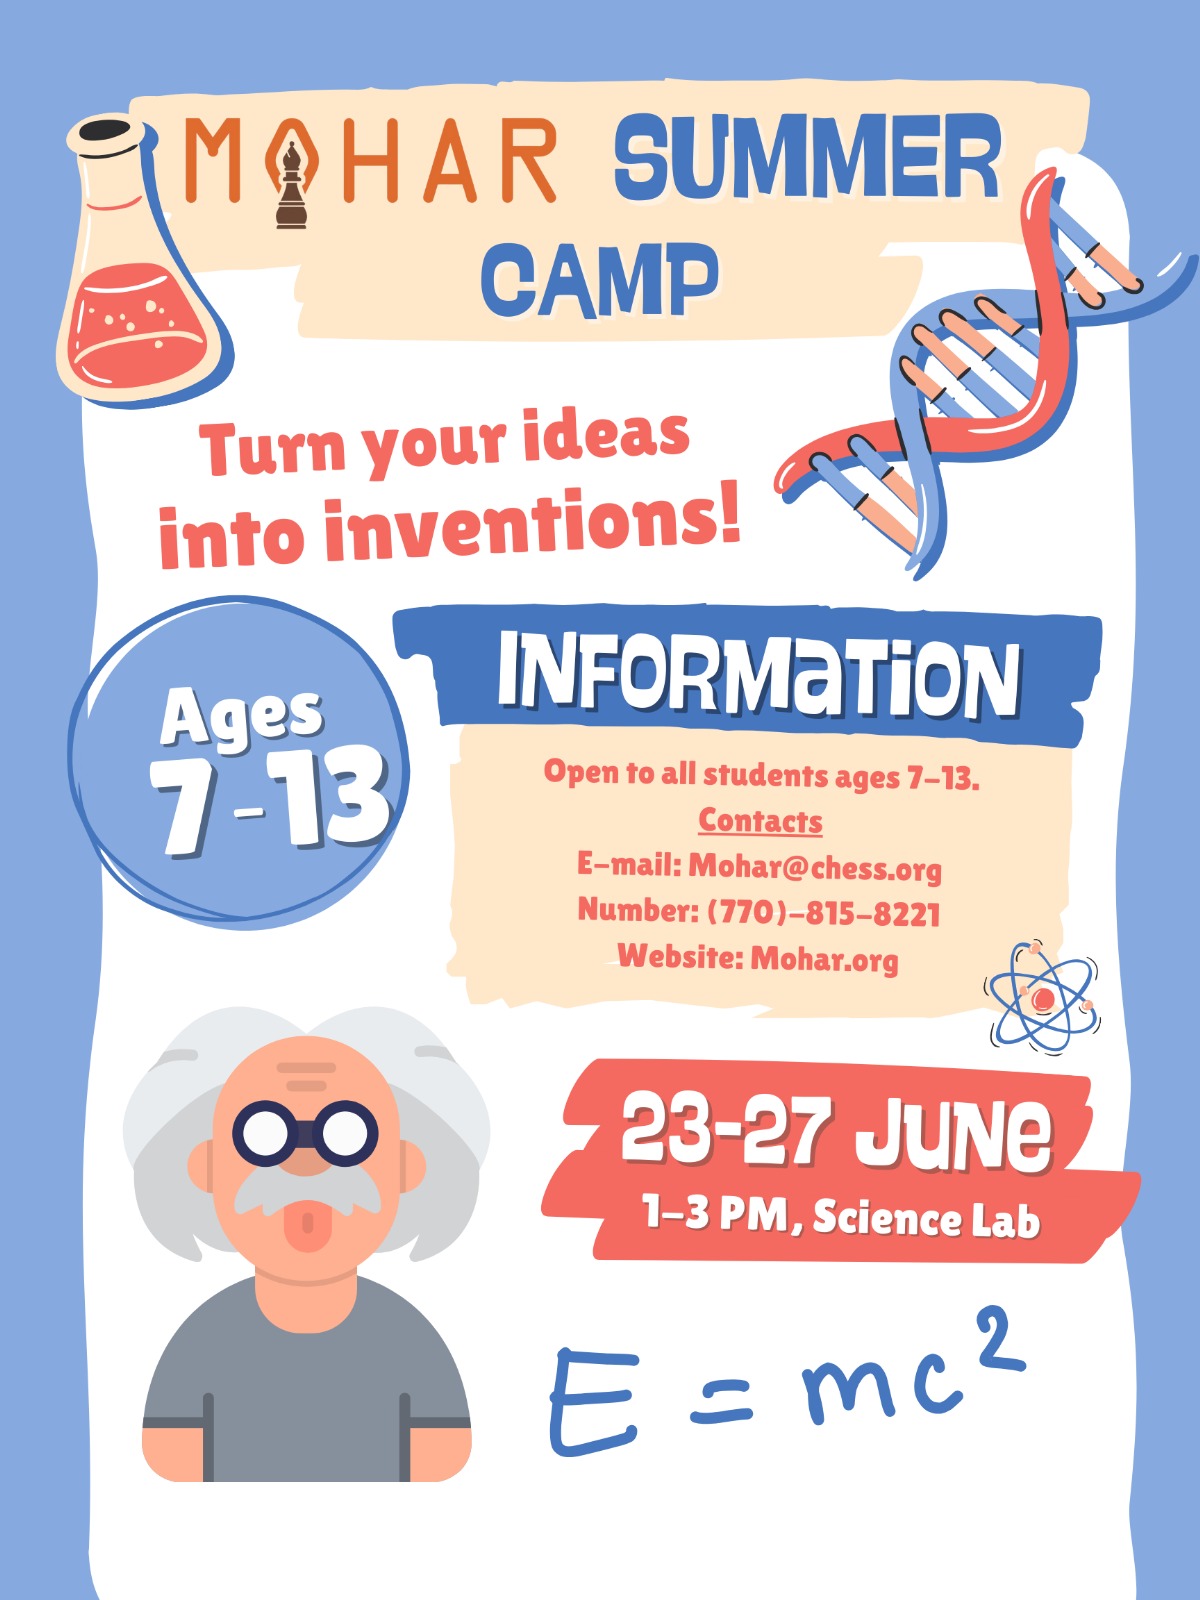 MOHAR SUMMER
CAMP
Turn your ideas
into inventions!
Ages
7-13
INFORMaTiON
Open to all students ages 7-13.
Contacts
E-mail: Mohar@chess.org
Number: (770)-815-8221
Website: Mohar.org
23-27 JuNe
1-3 PM, Science Lab
E = mc²